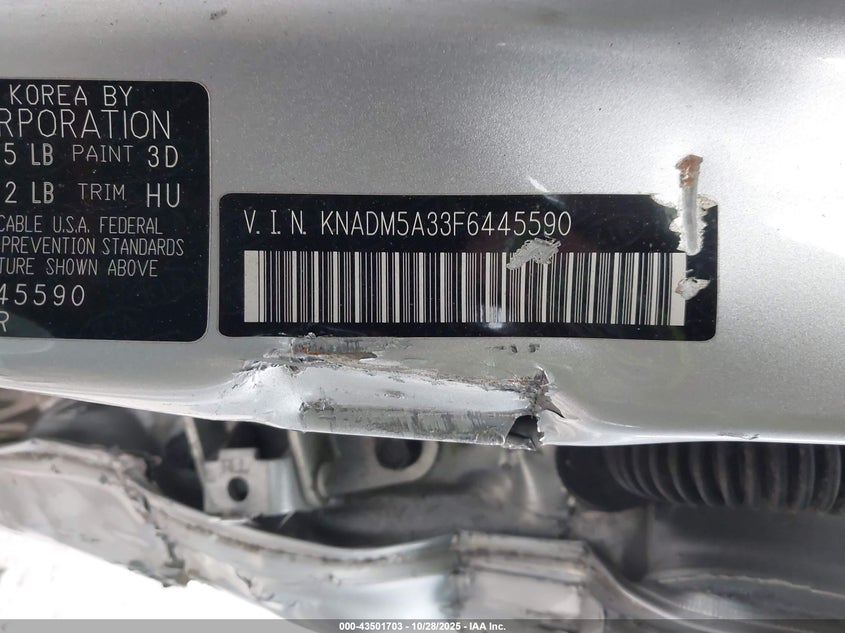 KOREA BY
RPORATION
5 LB PAINT 3D
2 LB TRIM HU
CABLE U.S.A. FEDERAL
PREVENTION STANDARDS
TURE SHOWN ABOVE
45590
R
V. I. N. KNADM5A33F6445590
000-43501703 - 10/28/2025 - IAA Inc.